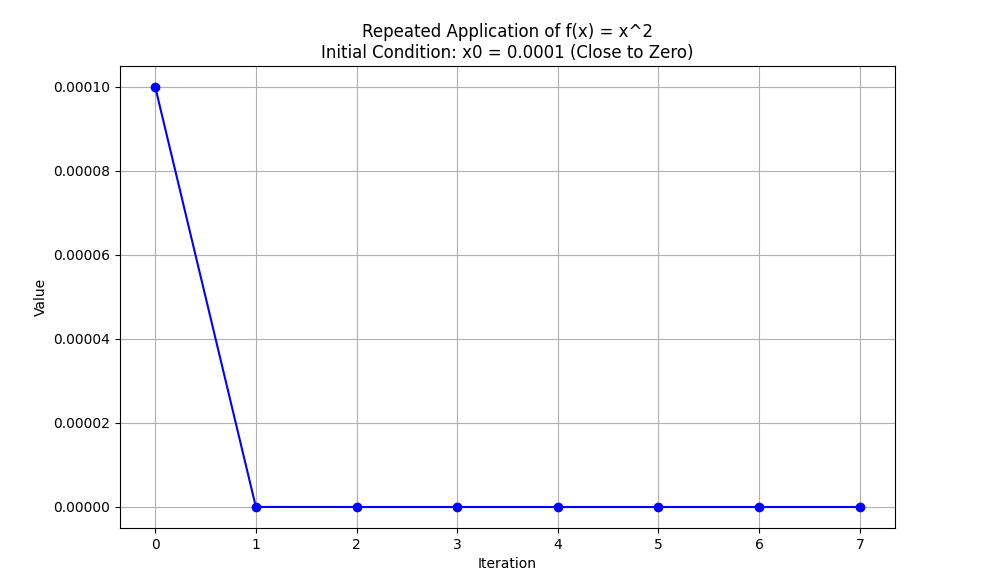 Repeated Application of f(x) = x^2
Initial Condition: x0 = 0.0001 (Close to Zero)
0.00010
0.00008
0.00006
0.00004
0.00002
0.00000
Value
0 1 2 3 4 5 6 7
Iteration